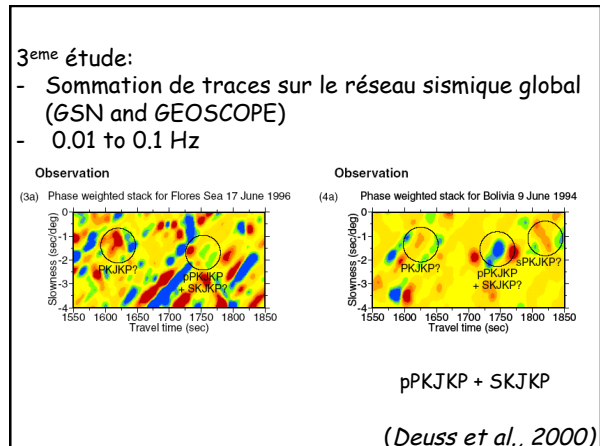 3eme étude:
- Sommation de traces sur le réseau sismique global
(GSN and GEOSCOPE)
- 0.01 to 0.1 Hz
Observation
(3a) Phase weighted stack for Flores Sea 17 June 1996
Slowness (sec/deg)
0
-1
-2
-3
-4
PKJKP?
pPKJKP
+ SKJKP?
1550 1600 1650 1700 1750 1800 1850
Travel time (sec)
Observation
(4a) Phase weighted stack for Bolivia 9 June 1994
Slowness (sec/deg)
0
-1
-2
-3
-4
PKJKP?
pPKJKP
+ SKJKP?
sPKJKP?
1550 1600 1650 1700 1750 1800 1850
Travel time (sec)
pPKJKP + SKJKP
(Deuss et al., 2000)